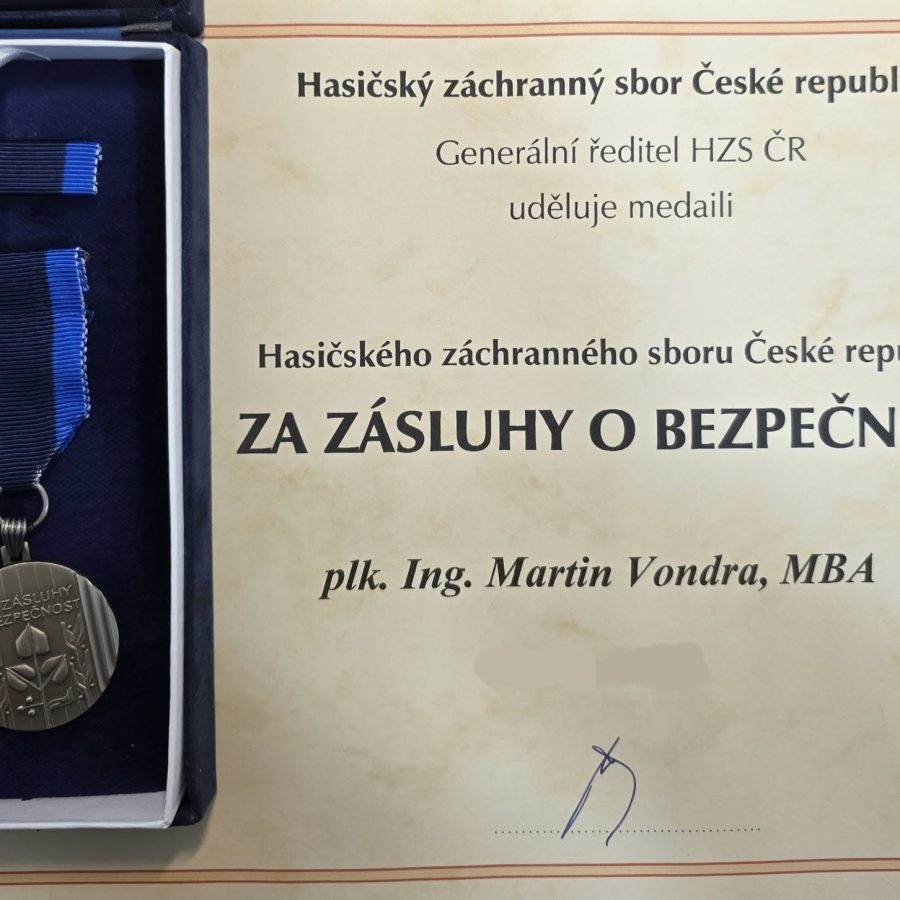 Hasičský záchranný sbor České republ
Generální ředitel HZS ČR
uděluje medaili
Hasičského záchranného sboru České repu
ZA ZÁSLUHY O BEZPEČN
plk. Ing. Martin Vondra, MBA
ZÁSLUHY
EZPEČNOST